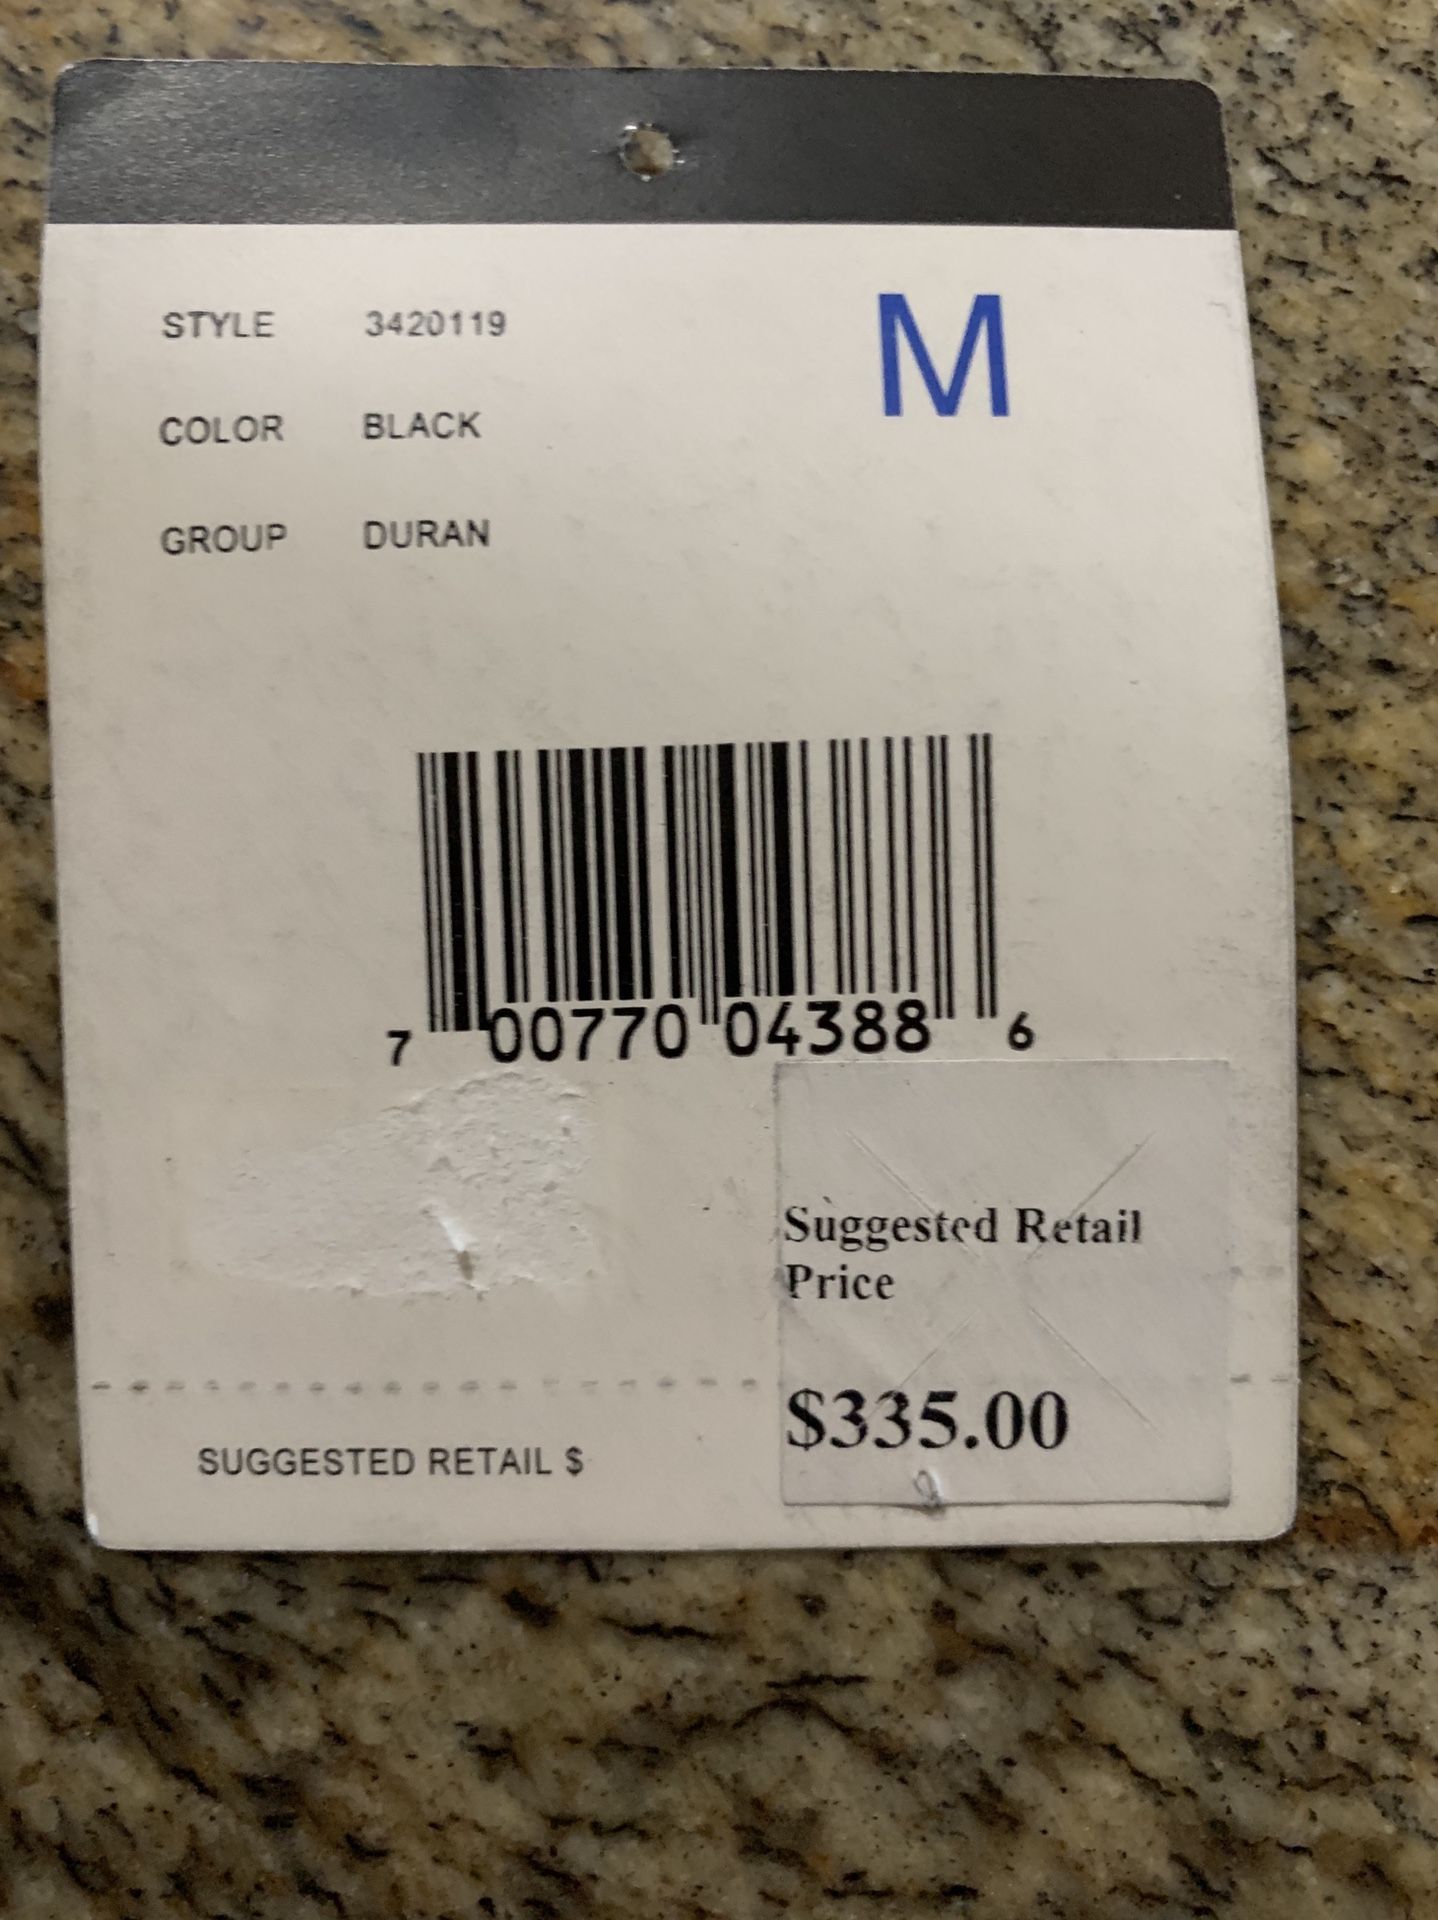 STYLE 3420119
M
COLOR BLACK
GROUP DURAN
7 00770 04388 6
Suggested Retail
Price
$335.00
SUGGESTED RETAIL $